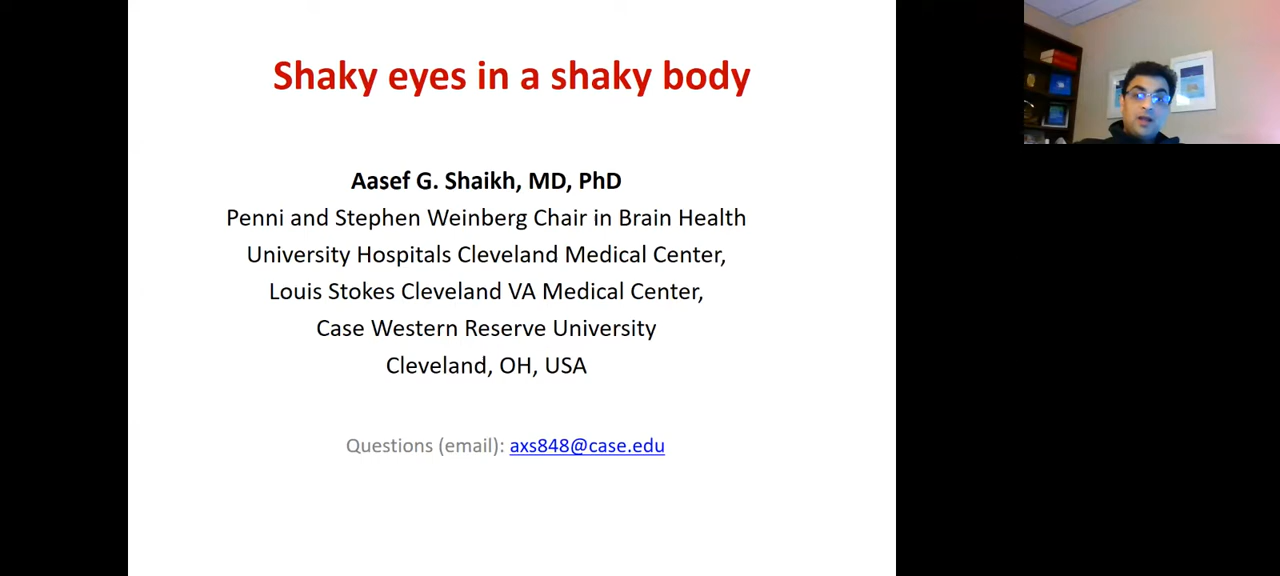 Shaky eyes in a shaky body
Aasef G. Shaikh, MD, PhD
Penni and Stephen Weinberg Chair in Brain Health
University Hospitals Cleveland Medical Center,
Louis Stokes Cleveland VA Medical Center,
Case Western Reserve University
Cleveland, OH, USA
Questions (email): axs848@case.edu